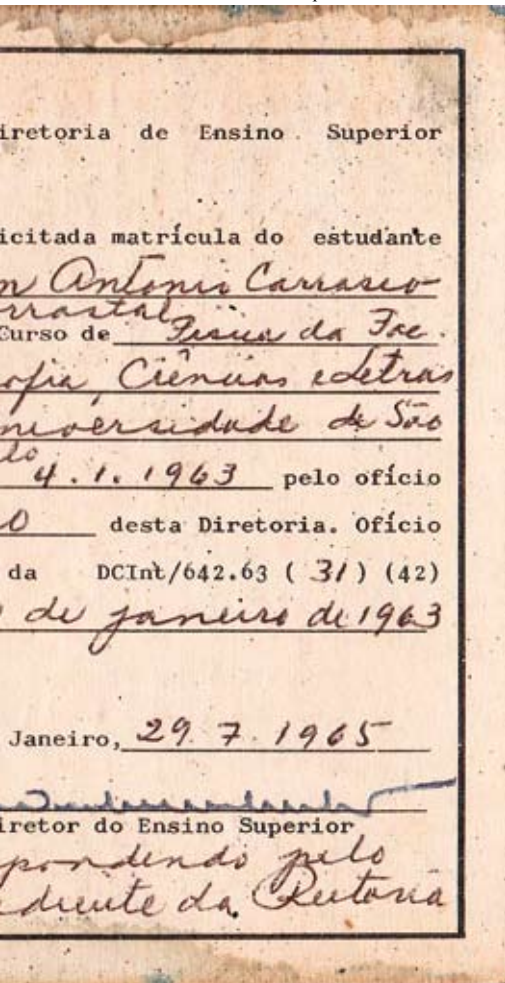 iretoria de Ensino Superior
icitada matrícula do estudante
n Antonio Carrasco
rrastal
Curso de Fisica da Fac.
ofia, Ciências e Letras
niversidade de São
lo 4.1.1963 pelo ofício
0 desta Diretoria. Ofício
da DCInt/642.63 (31) (42)
de janeiro de 1963
Janeiro, 29.7.1965
iretor do Ensino Superior
pondendo pelo
ediente da Reitoria